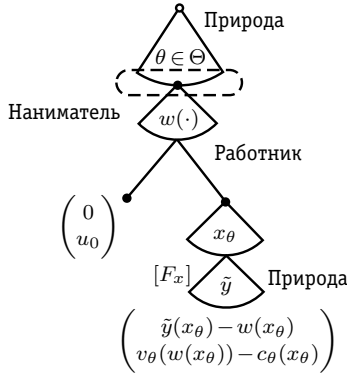 Природа
θ ∈ Θ
Наниматель
w(·)
Работник
0
u₀
x_θ
[F_x] ỹ Природа
ỹ(x_θ) − w(x_θ)
v_θ(w(x_θ)) − c_θ(x_θ)